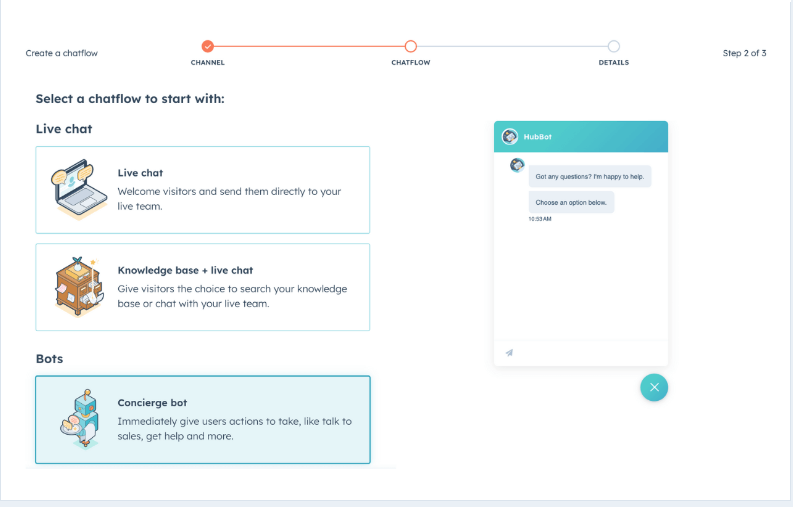 Create a chatflow
CHANNEL
CHATFLOW
DETAILS
Step 2 of 3
Select a chatflow to start with:
Live chat
Live chat
Welcome visitors and send them directly to your
live team.
Knowledge base + live chat
Give visitors the choice to search your knowledge
base or chat with your live team.
Bots
Concierge bot
Immediately give users actions to take, like talk to
sales, get help and more.
HubBot
Got any questions? I'm happy to help.
Choose an option below.
10:53 AM